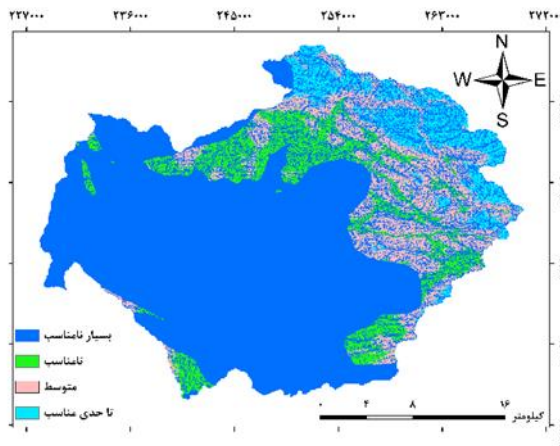 ۲۲۷۰۰۰ ۲۳۶۰۰۰ ۲۴۵۰۰۰ ۲۵۴۰۰۰ ۲۶۳۰۰۰ ۲۷۲۰۰۰
N
W E
S
بسیار نامناسب
نامناسب
متوسط
تا حدی مناسب
۰ ۴ ۸ ۱۶
کیلومتر